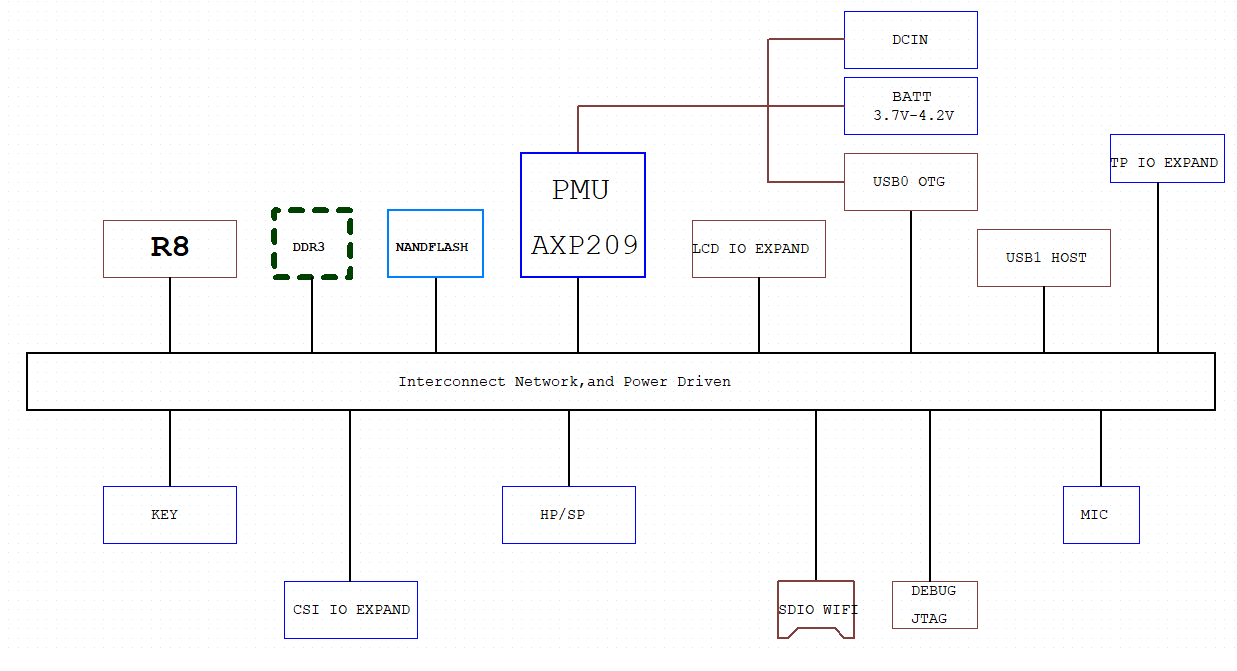 DCIN
BATT
3.7V-4.2V
USB0 OTG
TP IO EXPAND
PMU
AXP209
R8
DDR3
NANDFLASH
LCD IO EXPAND
USB1 HOST
Interconnect Network,and Power Driven
KEY
HP/SP
MIC
CSI IO EXPAND
SDIO WIFI
DEBUG
JTAG